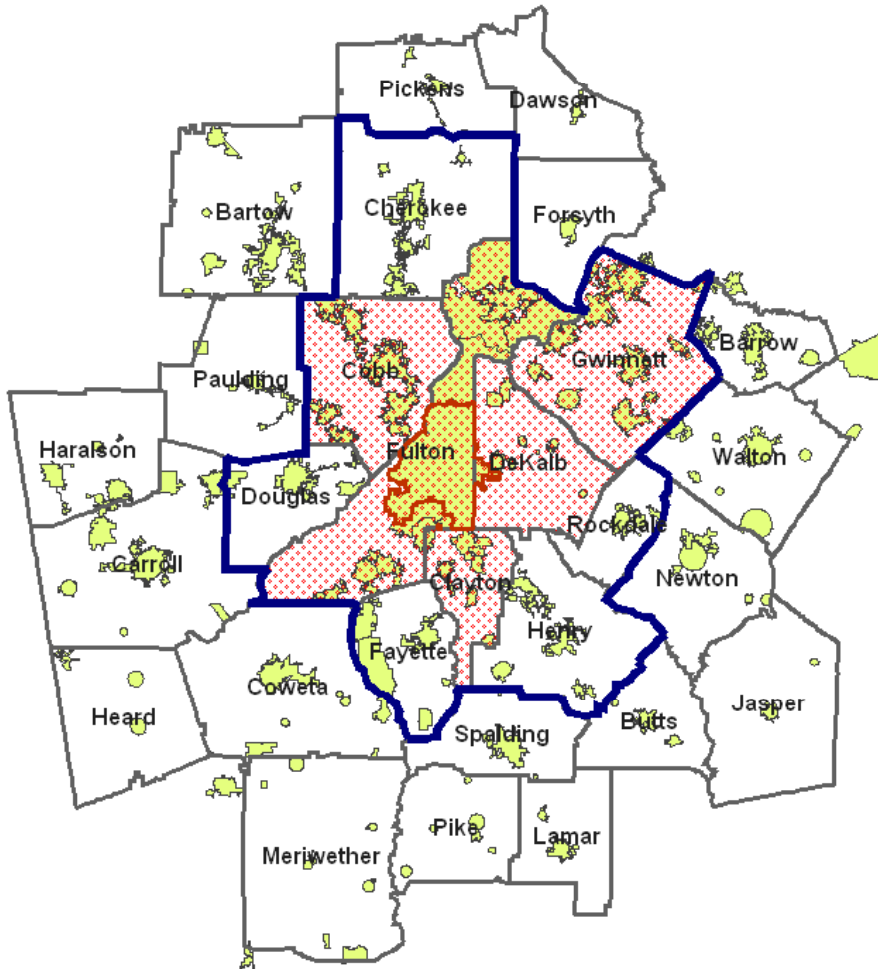 Pickens
Dawson
Bartow
Cherokee
Forsyth
Cobb
Gwinnett
Barrow
Paulding
Haralson
Fulton
DeKalb
Walton
Douglas
Rockdale
Carroll
Clayton
Newton
Henry
Fayette
Coweta
Heard
Spalding
Butts
Jasper
Pike
Lamar
Meriwether